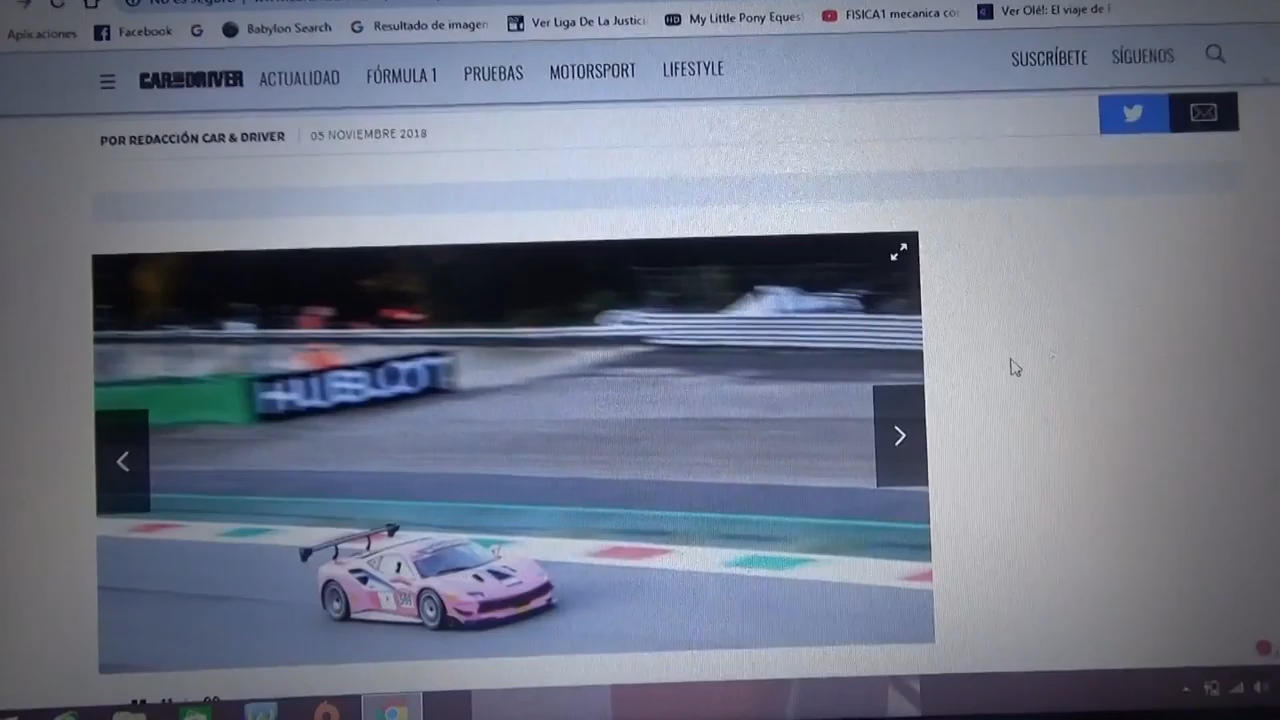 Aplicaciones Facebook Babylon Search Resultado de imagen Ver Liga De La Justici My Little Pony Eques FISICA1 mecanica co Ver Olé!: El viaje de F
CAR AND DRIVER ACTUALIDAD FÓRMULA 1 PRUEBAS MOTORSPORT LIFESTYLE SUSCRÍBETE SÍGUENOS
POR REDACCIÓN CAR & DRIVER 05 NOVIEMBRE 2018
HUBLOT